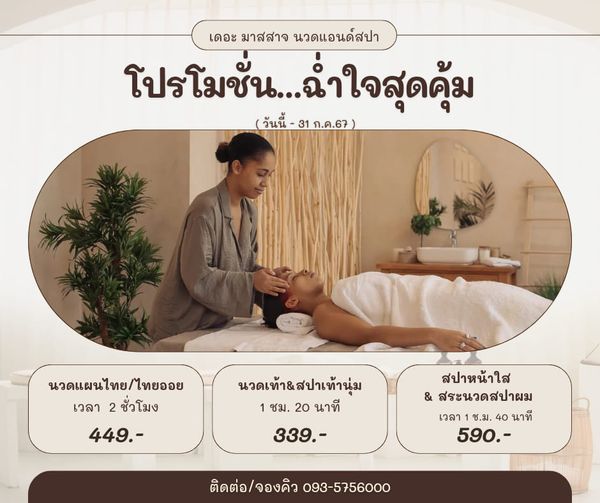 เดอะ มาสสาจ นวดแอนด์สปา
โปรโมชั่น...ฉ่ำใจสุดคุ้ม
( วันนี้ - 31 ก.ค.67 )
นวดแผนไทย/ไทยออย
เวลา 2 ชั่วโมง
449.-
นวดเท้า&สปาเท้านุ่ม
1 ชม. 20 นาที
339.-
สปาหน้าใส
& สระนวดสปาผม
เวลา 1 ช.ม. 40 นาที
590.-
ติดต่อ/จองคิว 093-5756000